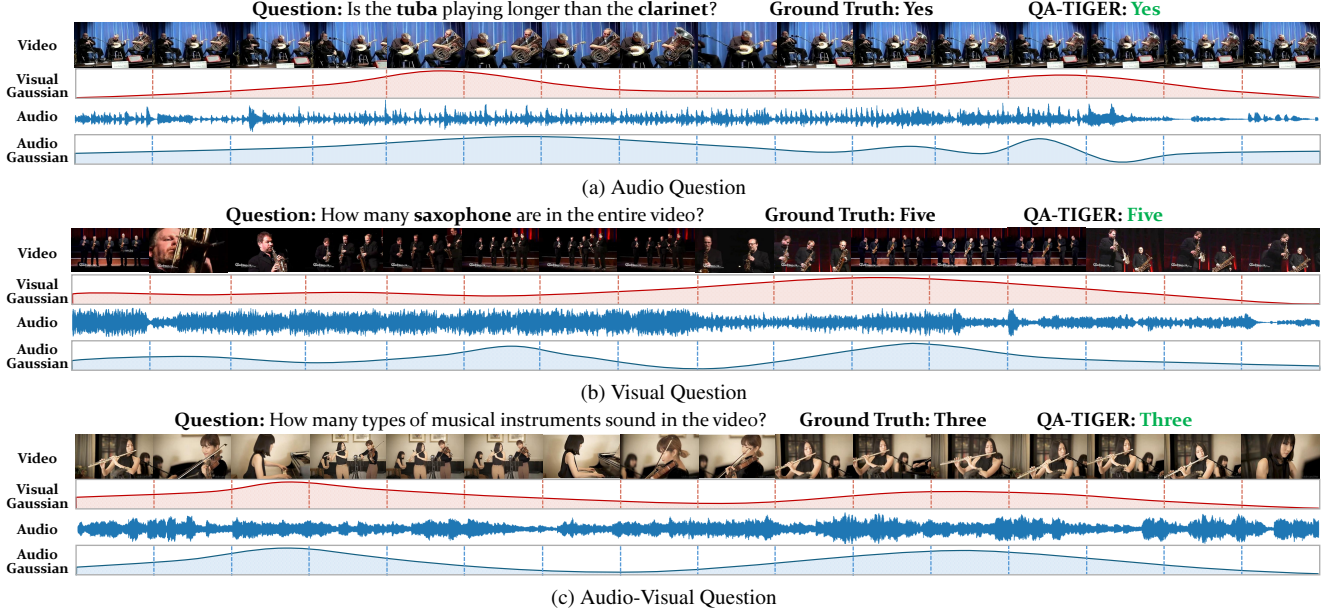 Question: Is the tuba playing longer than the clarinet? Ground Truth: Yes QA-TIGER: Yes
Video
Visual
Gaussian
Audio
Audio
Gaussian
(a) Audio Question
Question: How many saxophone are in the entire video? Ground Truth: Five QA-TIGER: Five
Video
Visual
Gaussian
Audio
Audio
Gaussian
(b) Visual Question
Question: How many types of musical instruments sound in the video? Ground Truth: Three QA-TIGER: Three
Video
Visual
Gaussian
Audio
Audio
Gaussian
(c) Audio-Visual Question